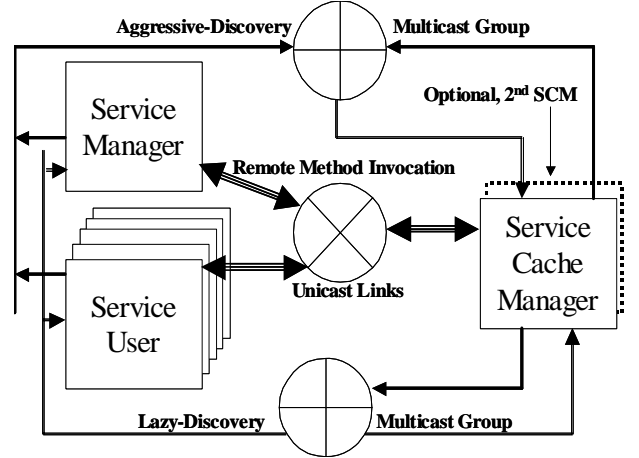 Aggressive-Discovery
Multicast Group
Optional, 2nd SCM
Service
Manager
Remote Method Invocation
Service
Cache
Manager
Unicast Links
Service
User
Lazy-Discovery
Multicast Group